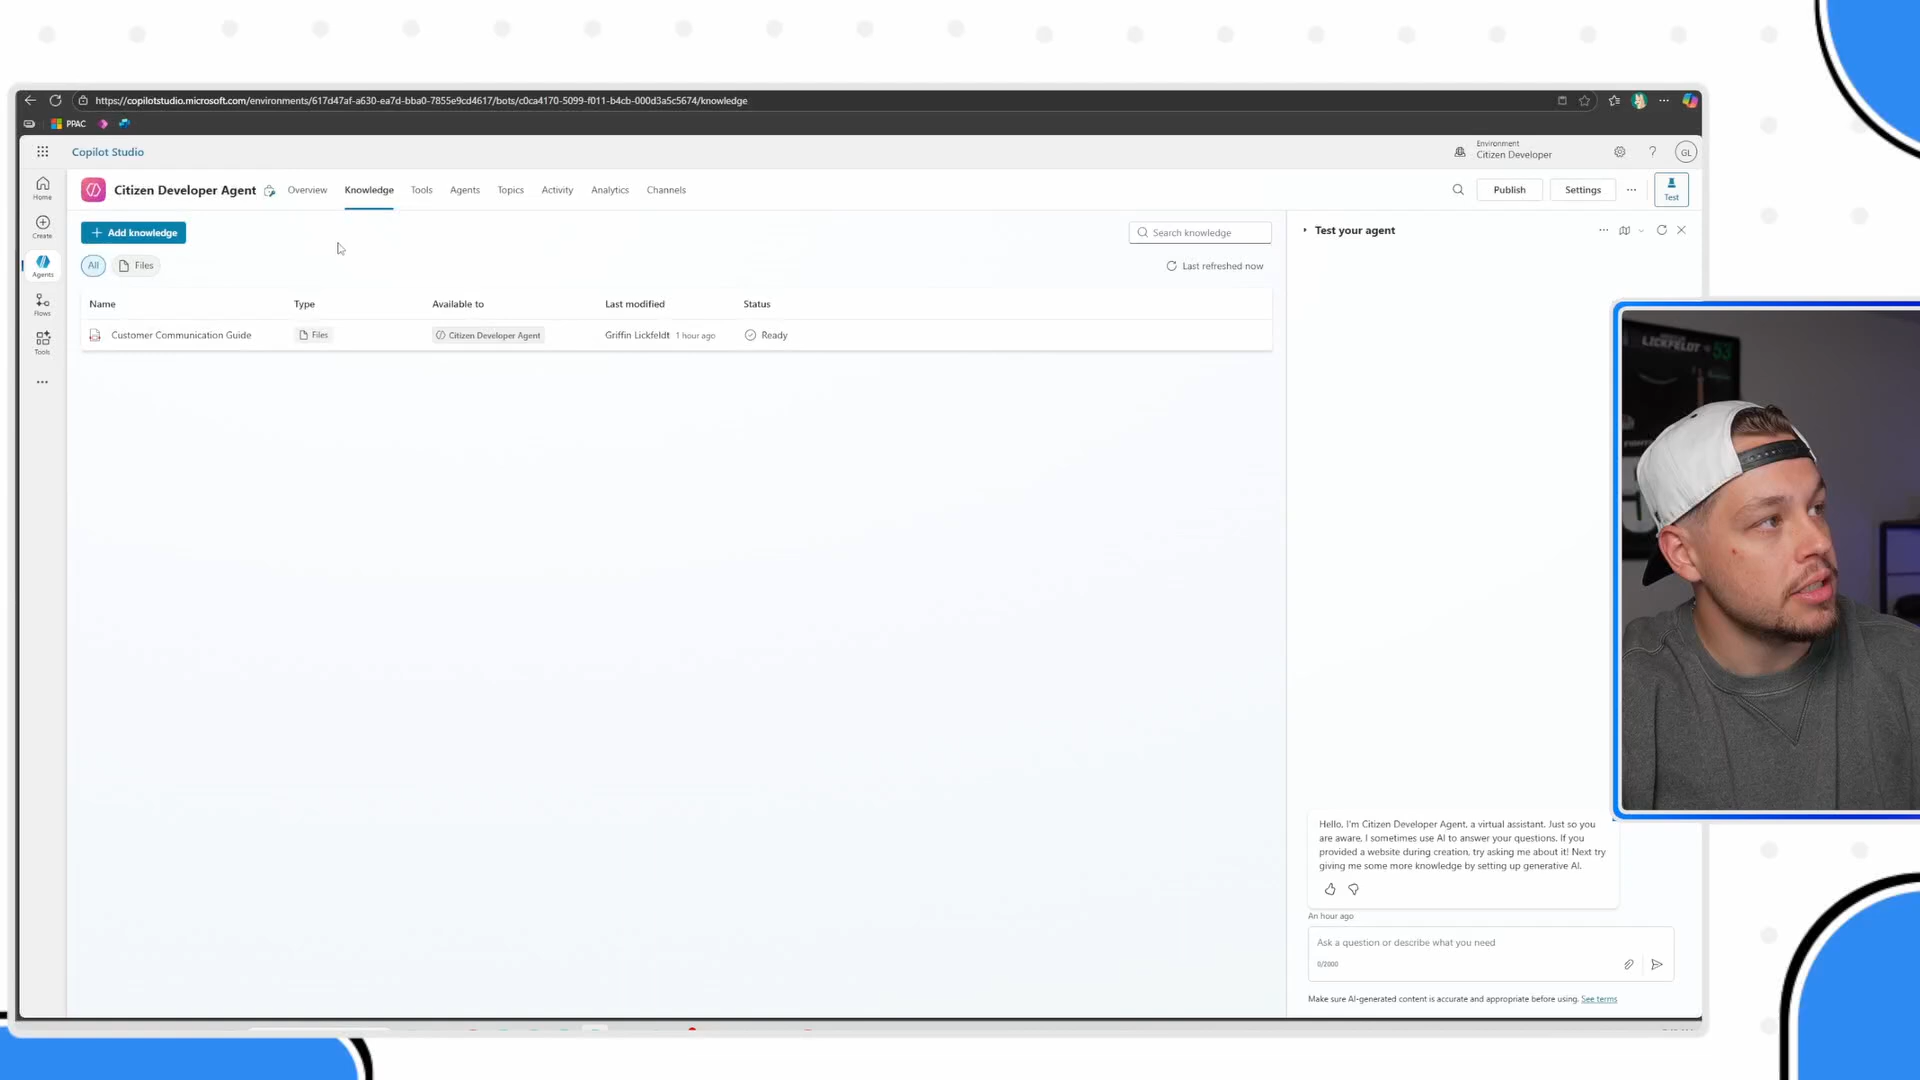 https://copilotstudio.microsoft.com/environments/617d47af-a630-ea7d-bba0-7855e9cd4617/bots/c0ca4170-5099-f011-b4cb-000d3a5c5674/knowledge
PPAC
Copilot Studio
Environment
Citizen Developer
GL
Home
Create
Agents
Flows
Tools
Citizen Developer Agent
Overview
Knowledge
Tools
Agents
Topics
Activity
Analytics
Channels
Publish
Settings
Test
Add knowledge
Search knowledge
All
Files
Last refreshed now
Name
Type
Available to
Last modified
Status
Customer Communication Guide
Files
Citizen Developer Agent
Griffin Lickfeldt 1 hour ago
Ready
Test your agent
Hello, I'm Citizen Developer Agent, a virtual assistant. Just so you
are aware, I sometimes use AI to answer your questions. If you
provided a website during creation, try asking me about it! Next try
giving me some more knowledge by setting up generative AI.
An hour ago
Ask a question or describe what you need
0/2000
Make sure AI-generated content is accurate and appropriate before using. See terms
LICKFELDT 53